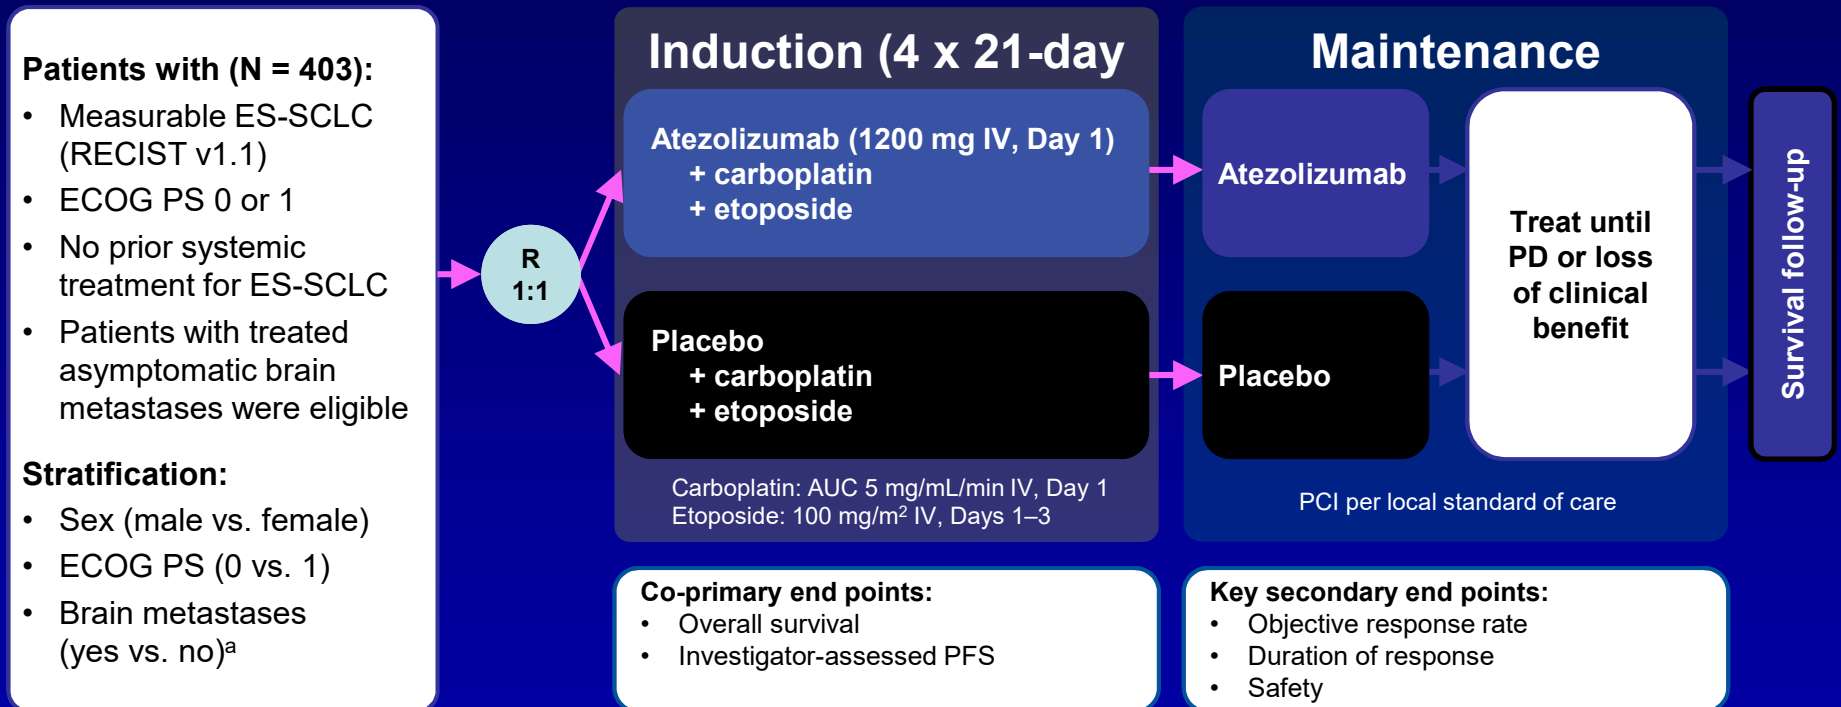 Patients with (N = 403):
• Measurable ES-SCLC
(RECIST v1.1)
• ECOG PS 0 or 1
• No prior systemic
treatment for ES-SCLC
• Patients with treated
asymptomatic brain
metastases were eligible
Stratification:
• Sex (male vs. female)
• ECOG PS (0 vs. 1)
• Brain metastases
(yes vs. no)ᵃ
R
1:1
Induction (4 x 21-day
Atezolizumab (1200 mg IV, Day 1)
+ carboplatin
+ etoposide
Placebo
+ carboplatin
+ etoposide
Carboplatin: AUC 5 mg/mL/min IV, Day 1
Etoposide: 100 mg/m² IV, Days 1–3
Maintenance
Atezolizumab
Placebo
Treat until
PD or loss
of clinical
benefit
PCI per local standard of care
Survival follow-up
Co-primary end points:
• Overall survival
• Investigator-assessed PFS
Key secondary end points:
• Objective response rate
• Duration of response
• Safety